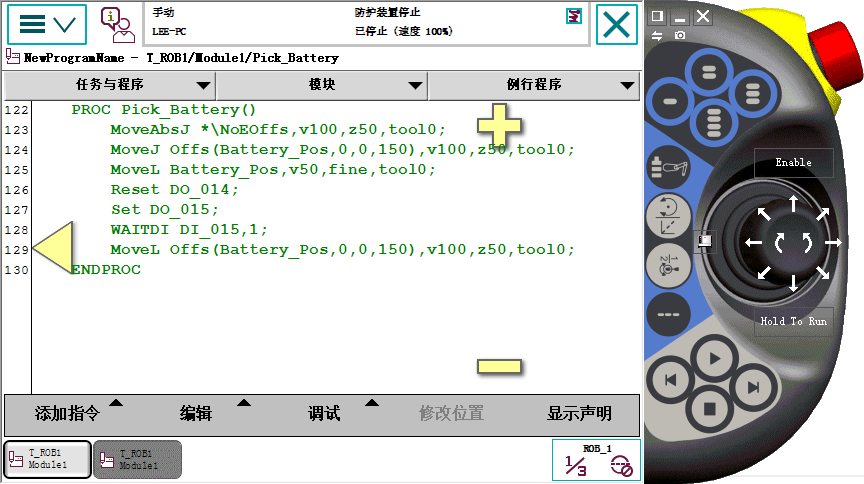 手动
防护装置停止
LEE-PC
已停止 (速度 100%)
NewProgramName - T_ROB1/Module1/Pick_Battery
任务与程序
模块
例行程序
122 PROC Pick_Battery()
123 MoveAbsJ *\NoEOffs,v100,z50,tool0;
124 MoveJ Offs(Battery_Pos,0,0,150),v100,z50,tool0;
125 MoveL Battery_Pos,v50,fine,tool0;
126 Reset DO_014;
127 Set DO_015;
128 WAITDI DI_015,1;
129 MoveL Offs(Battery_Pos,0,0,150),v100,z50,tool0;
130 ENDPROC
添加指令
编辑
调试
修改位置
显示声明
T_ROB1
Module1
T_ROB1
Module1
ROB_1
1/3
Enable
Hold To Run